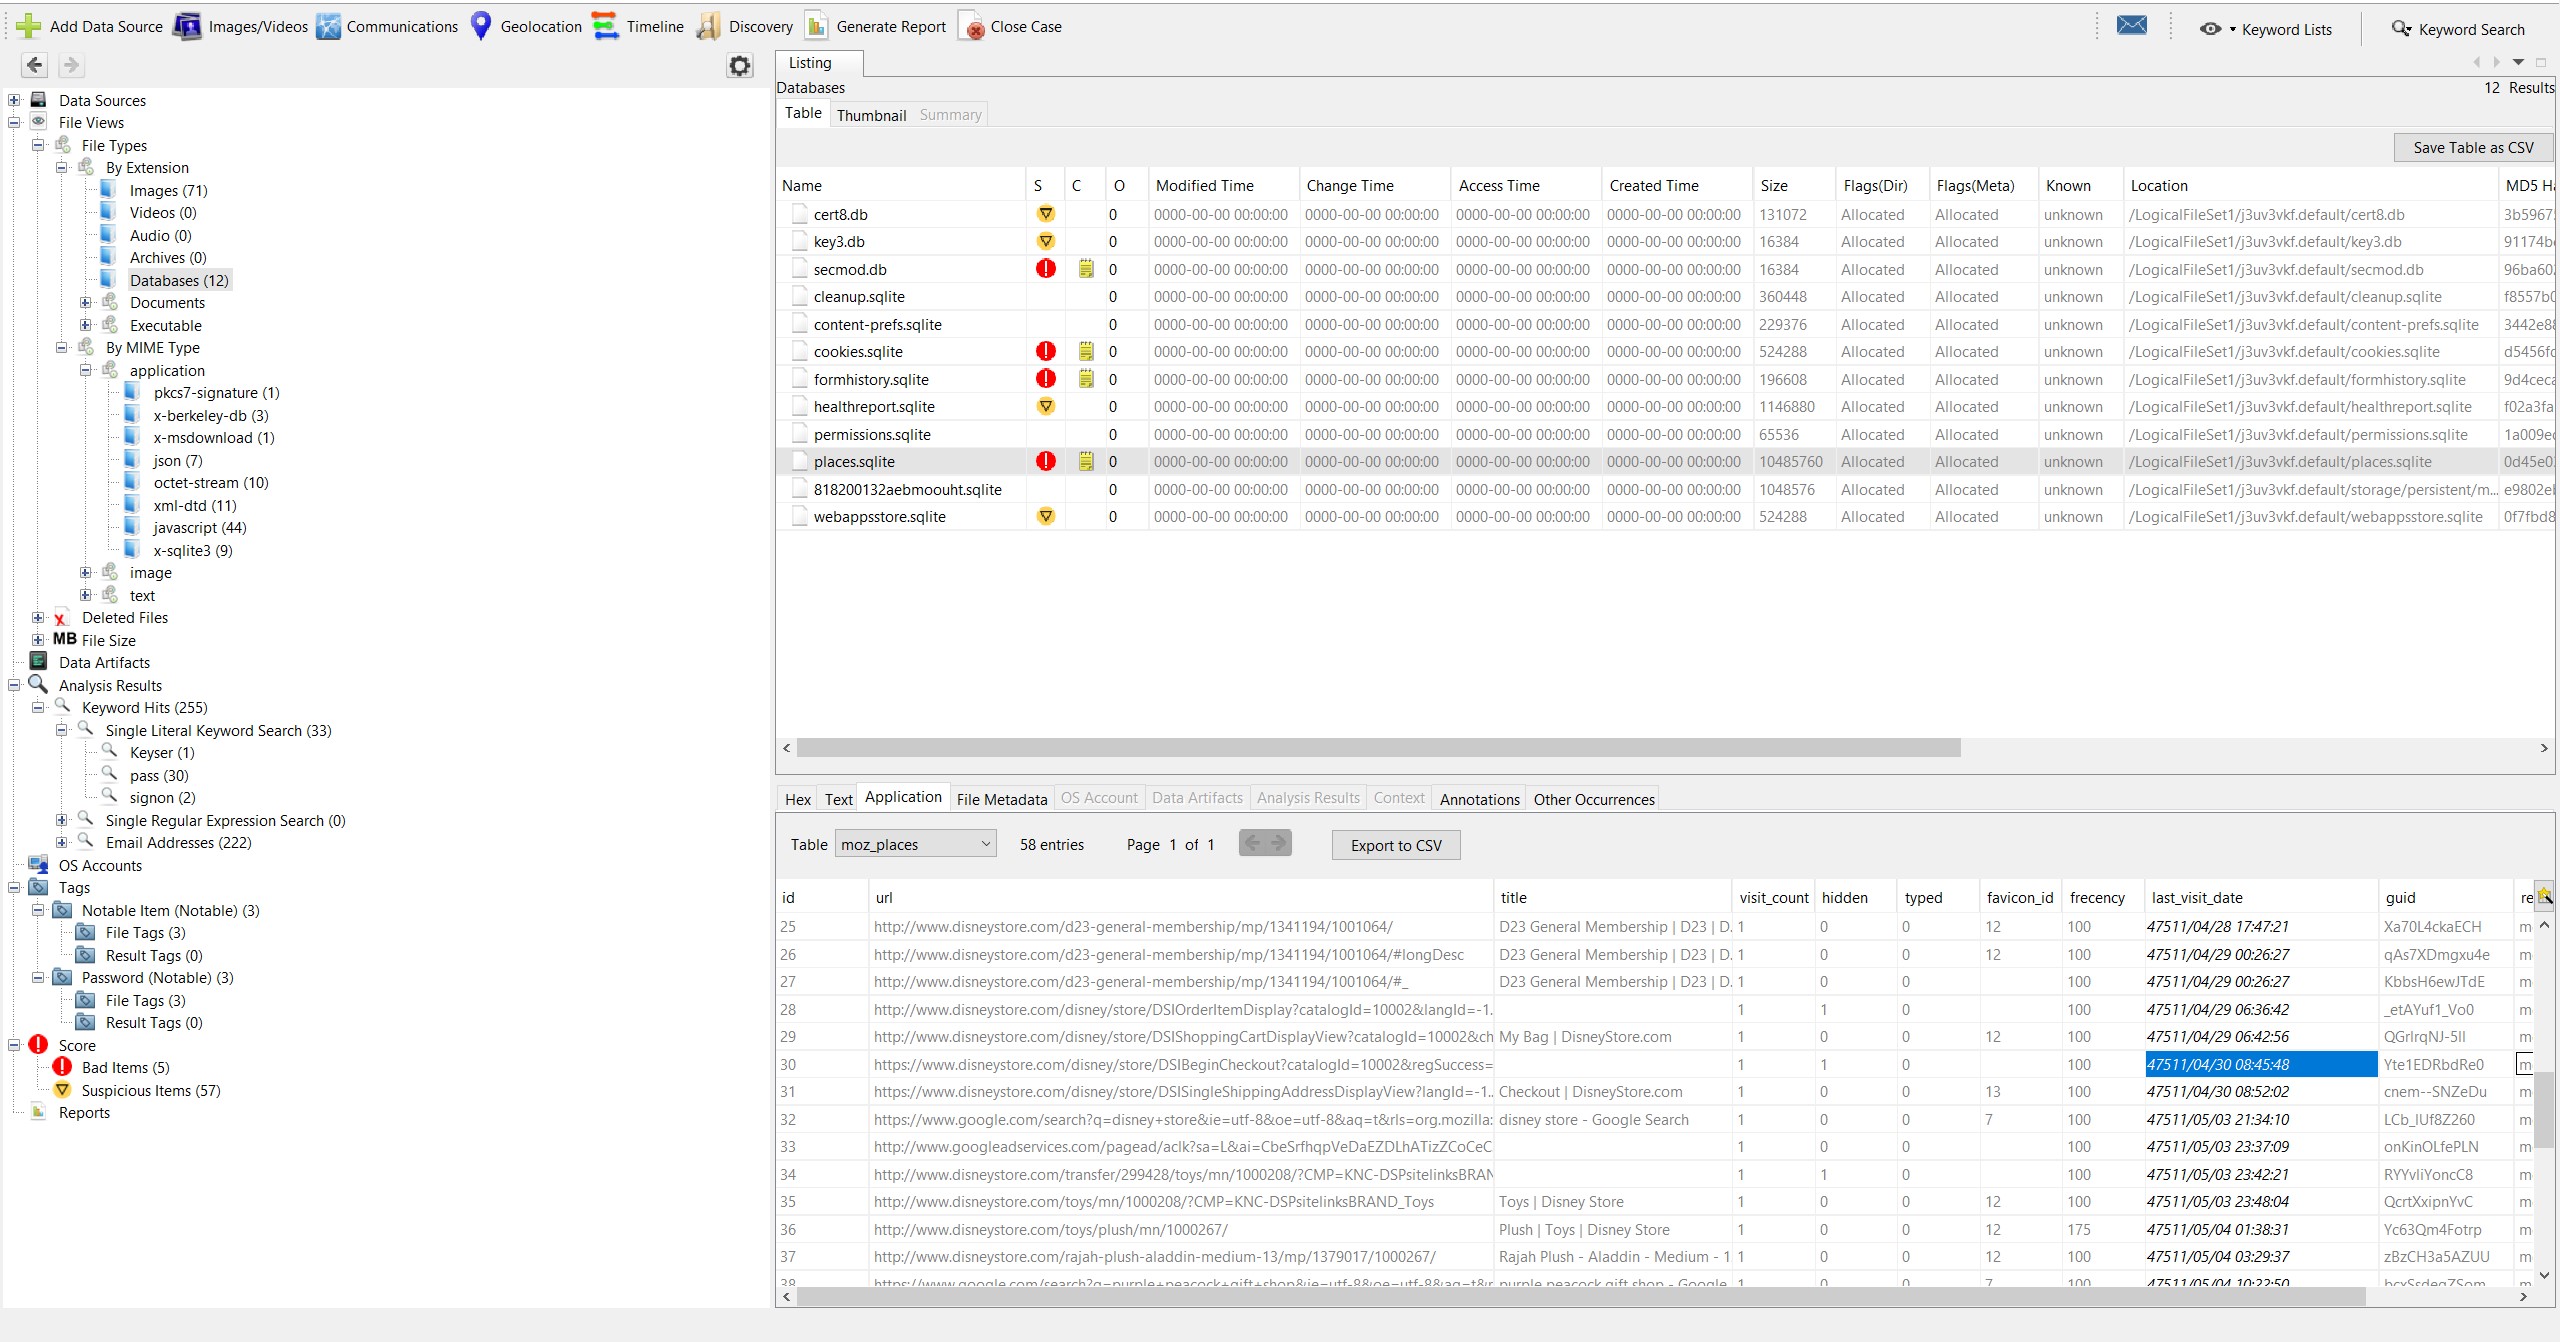 Add Data Source Images/Videos Communications Geolocation Timeline Discovery Generate Report Close Case Keyword Lists Keyword Search
Data Sources
File Views
File Types
By Extension
Images (71)
Videos (0)
Audio (0)
Archives (0)
Databases (12)
Documents
Executable
By MIME Type
application
pkcs7-signature (1)
x-berkeley-db (3)
x-msdownload (1)
json (7)
octet-stream (10)
xml-dtd (11)
javascript (44)
x-sqlite3 (9)
image
text
Deleted Files
MB File Size
Data Artifacts
Analysis Results
Keyword Hits (255)
Single Literal Keyword Search (33)
Keyser (1)
pass (30)
signon (2)
Single Regular Expression Search (0)
Email Addresses (222)
OS Accounts
Tags
Notable Item (Notable) (3)
File Tags (3)
Result Tags (0)
Password (Notable) (3)
File Tags (3)
Result Tags (0)
Score
Bad Items (5)
Suspicious Items (57)
Reports
Listing
Databases 12 Results
Table Thumbnail Summary
Save Table as CSV
Name S C O Modified Time Change Time Access Time Created Time Size Flags(Dir) Flags(Meta) Known Location MD5 Ha
cert8.db 0 0000-00-00 00:00:00 0000-00-00 00:00:00 0000-00-00 00:00:00 0000-00-00 00:00:00 131072 Allocated Allocated unknown /LogicalFileSet1/j3uv3vkf.default/cert8.db 3b5967
key3.db 0 0000-00-00 00:00:00 0000-00-00 00:00:00 0000-00-00 00:00:00 0000-00-00 00:00:00 16384 Allocated Allocated unknown /LogicalFileSet1/j3uv3vkf.default/key3.db 91174b
secmod.db 0 0000-00-00 00:00:00 0000-00-00 00:00:00 0000-00-00 00:00:00 0000-00-00 00:00:00 16384 Allocated Allocated unknown /LogicalFileSet1/j3uv3vkf.default/secmod.db 96ba60
cleanup.sqlite 0 0000-00-00 00:00:00 0000-00-00 00:00:00 0000-00-00 00:00:00 0000-00-00 00:00:00 360448 Allocated Allocated unknown /LogicalFileSet1/j3uv3vkf.default/cleanup.sqlite f8557b0
content-prefs.sqlite 0 0000-00-00 00:00:00 0000-00-00 00:00:00 0000-00-00 00:00:00 0000-00-00 00:00:00 229376 Allocated Allocated unknown /LogicalFileSet1/j3uv3vkf.default/content-prefs.sqlite 3442e88
cookies.sqlite 0 0000-00-00 00:00:00 0000-00-00 00:00:00 0000-00-00 00:00:00 0000-00-00 00:00:00 524288 Allocated Allocated unknown /LogicalFileSet1/j3uv3vkf.default/cookies.sqlite d5456fc
formhistory.sqlite 0 0000-00-00 00:00:00 0000-00-00 00:00:00 0000-00-00 00:00:00 0000-00-00 00:00:00 196608 Allocated Allocated unknown /LogicalFileSet1/j3uv3vkf.default/formhistory.sqlite 9d4ceca
healthreport.sqlite 0 0000-00-00 00:00:00 0000-00-00 00:00:00 0000-00-00 00:00:00 0000-00-00 00:00:00 1146880 Allocated Allocated unknown /LogicalFileSet1/j3uv3vkf.default/healthreport.sqlite f02a3fa
permissions.sqlite 0 0000-00-00 00:00:00 0000-00-00 00:00:00 0000-00-00 00:00:00 0000-00-00 00:00:00 65536 Allocated Allocated unknown /LogicalFileSet1/j3uv3vkf.default/permissions.sqlite 1a009ec
places.sqlite 0 0000-00-00 00:00:00 0000-00-00 00:00:00 0000-00-00 00:00:00 0000-00-00 00:00:00 10485760 Allocated Allocated unknown /LogicalFileSet1/j3uv3vkf.default/places.sqlite 0d45e0
818200132aebmoouht.sqlite 0 0000-00-00 00:00:00 0000-00-00 00:00:00 0000-00-00 00:00:00 0000-00-00 00:00:00 1048576 Allocated Allocated unknown /LogicalFileSet1/j3uv3vkf.default/storage/persistent/m... e9802e
webappsstore.sqlite 0 0000-00-00 00:00:00 0000-00-00 00:00:00 0000-00-00 00:00:00 0000-00-00 00:00:00 524288 Allocated Allocated unknown /LogicalFileSet1/j3uv3vkf.default/webappsstore.sqlite 0f7fbd8
Hex Text Application File Metadata OS Account Data Artifacts Analysis Results Context Annotations Other Occurrences
Table moz_places 58 entries Page 1 of 1 Export to CSV
id url title visit_count hidden typed favicon_id frecency last_visit_date guid re
25 http://www.disneystore.com/d23-general-membership/mp/1341194/1001064/ D23 General Membership | D23 | D. 1 0 0 12 100 47511/04/28 17:47:21 Xa70L4ckaECH m
26 http://www.disneystore.com/d23-general-membership/mp/1341194/1001064/#longDesc D23 General Membership | D23 | D. 1 0 0 12 100 47511/04/29 00:26:27 qAs7XDmgxu4e m
27 http://www.disneystore.com/d23-general-membership/mp/1341194/1001064/#_ D23 General Membership | D23 | D. 1 0 0 100 47511/04/29 00:26:27 KbbsH6ewJTdE m
28 http://www.disneystore.com/disney/store/DSIOrderItemDisplay?catalogId=10002&langId=-1. 1 1 0 100 47511/04/29 06:36:42 _etAYuf1_Vo0 m
29 http://www.disneystore.com/disney/store/DSIShoppingCartDisplayView?catalogId=10002&ch My Bag | DisneyStore.com 1 0 0 12 100 47511/04/29 06:42:56 QGrlrqNJ-5Il m
30 https://www.disneystore.com/disney/store/DSIBeginCheckout?catalogId=10002&regSuccess= 1 1 0 100 47511/04/30 08:45:48 Yte1EDRbdRe0 m
31 https://www.disneystore.com/disney/store/DSISingleShippingAddressDisplayView?langId=-1.. Checkout | DisneyStore.com 1 0 0 13 100 47511/04/30 08:52:02 cnem--SNZeDu m
32 https://www.google.com/search?q=disney+store&ie=utf-8&oe=utf-8&aq=t&rls=org.mozilla: disney store - Google Search 1 0 0 7 100 47511/05/03 21:34:10 LCb_IUf8Z260 m
33 http://www.googleadservices.com/pagead/aclk?sa=L&ai=CbeSrfhqpVeDaEZDLhATizZCoCeC 1 0 0 100 47511/05/03 23:37:09 onKinOLfePLN m
34 http://www.disneystore.com/transfer/299428/toys/mn/1000208/?CMP=KNC-DSPsitelinksBRAN 1 1 0 100 47511/05/03 23:42:21 RYYvliYoncC8 m
35 http://www.disneystore.com/toys/mn/1000208/?CMP=KNC-DSPsitelinksBRAND_Toys Toys | Disney Store 1 0 0 12 100 47511/05/03 23:48:04 QcrtXxipnYvC m
36 http://www.disneystore.com/toys/plush/mn/1000267/ Plush | Toys | Disney Store 1 0 0 12 175 47511/05/04 01:38:31 Yc63Qm4Fotrp m
37 http://www.disneystore.com/rajah-plush-aladdin-medium-13/mp/1379017/1000267/ Rajah Plush - Aladdin - Medium - 1 1 0 0 12 100 47511/05/04 03:29:37 zBzCH3a5AZUU m
38 https://www.google.com/search?q=purple+peacock+gift+shop&ie=utf-8&oe=utf-8&aq=t&r purple peacock gift shop - Google 1 0 0 7 100 47511/05/04 10:22:50